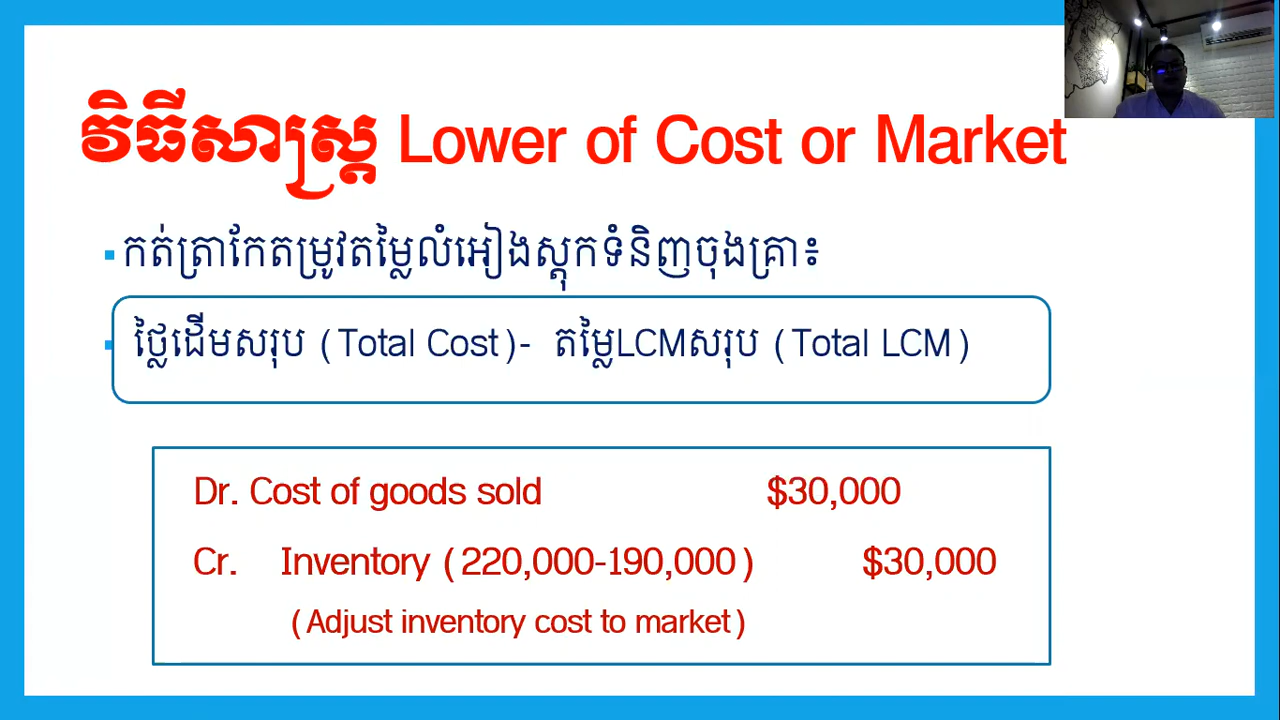 វិធីសាស្ត្រ Lower of Cost or Market
▪កត់ត្រាកែតម្រូវតម្លៃលំអៀងស្តុកទំនិញចុងគ្រា៖
▪ថ្លៃដើមសរុប (Total Cost)- តម្លៃLCMសរុប (Total LCM)
Dr. Cost of goods sold $30,000
Cr. Inventory (220,000-190,000) $30,000
(Adjust inventory cost to market)